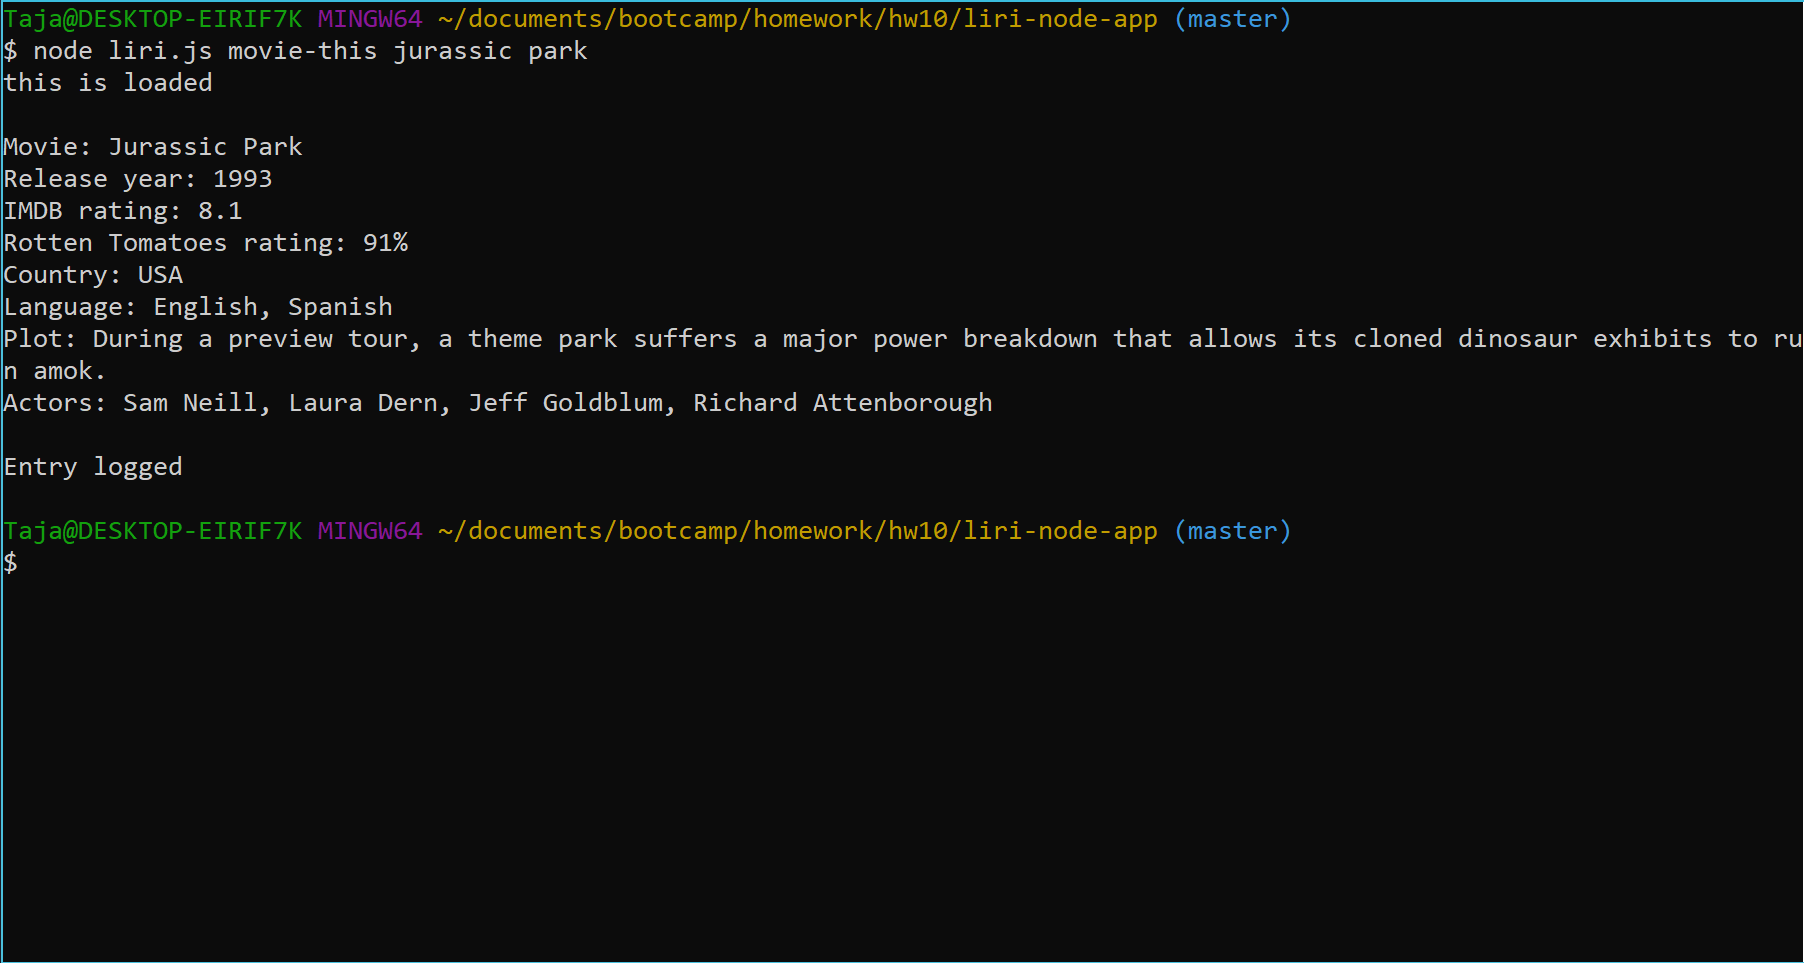 Taja@DESKTOP-EIRIF7K MINGW64 ~/documents/bootcamp/homework/hw10/liri-node-app (master)
$ node liri.js movie-this jurassic park
this is loaded

Movie: Jurassic Park
Release year: 1993
IMDB rating: 8.1
Rotten Tomatoes rating: 91%
Country: USA
Language: English, Spanish
Plot: During a preview tour, a theme park suffers a major power breakdown that allows its cloned dinosaur exhibits to ru
n amok.
Actors: Sam Neill, Laura Dern, Jeff Goldblum, Richard Attenborough

Entry logged

Taja@DESKTOP-EIRIF7K MINGW64 ~/documents/bootcamp/homework/hw10/liri-node-app (master)
$